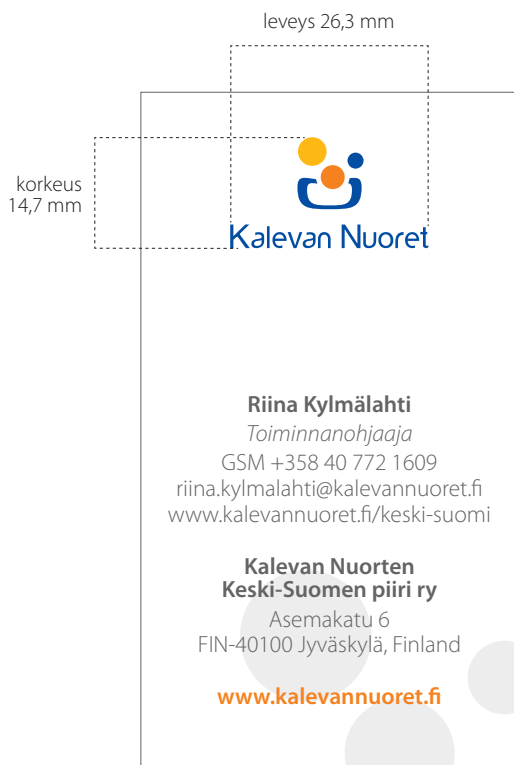 leveys 26,3 mm
korkeus
14,7 mm
Kalevan Nuoret
Riina Kylmälahti
Toiminnanohjaaja
GSM +358 40 772 1609
riina.kylmalahti@kalevannuoret.fi
www.kalevannuoret.fi/keski-suomi
Kalevan Nuorten
Keski-Suomen piiri ry
Asemakatu 6
FIN-40100 Jyväskylä, Finland
www.kalevannuoret.fi